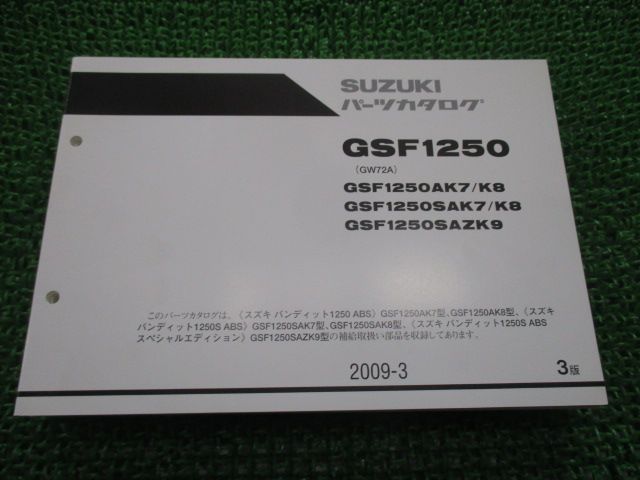 SUZUKI
パーツカタログ
GSF1250
(GW72A)
GSF1250AK7/K8
GSF1250SAK7/K8
GSF1250SAZK9
このパーツカタログは、〈スズキ バンディット1250 ABS〉GSF1250AK7型、GSF1250AK8型、〈スズキ
バンディット1250S ABS〉GSF1250SAK7型、GSF1250SAK8型、〈スズキ バンディット1250S ABS
スペシャルエディション〉GSF1250SAZK9型の補給取扱い部品を収録してあります。
2009-3
3版